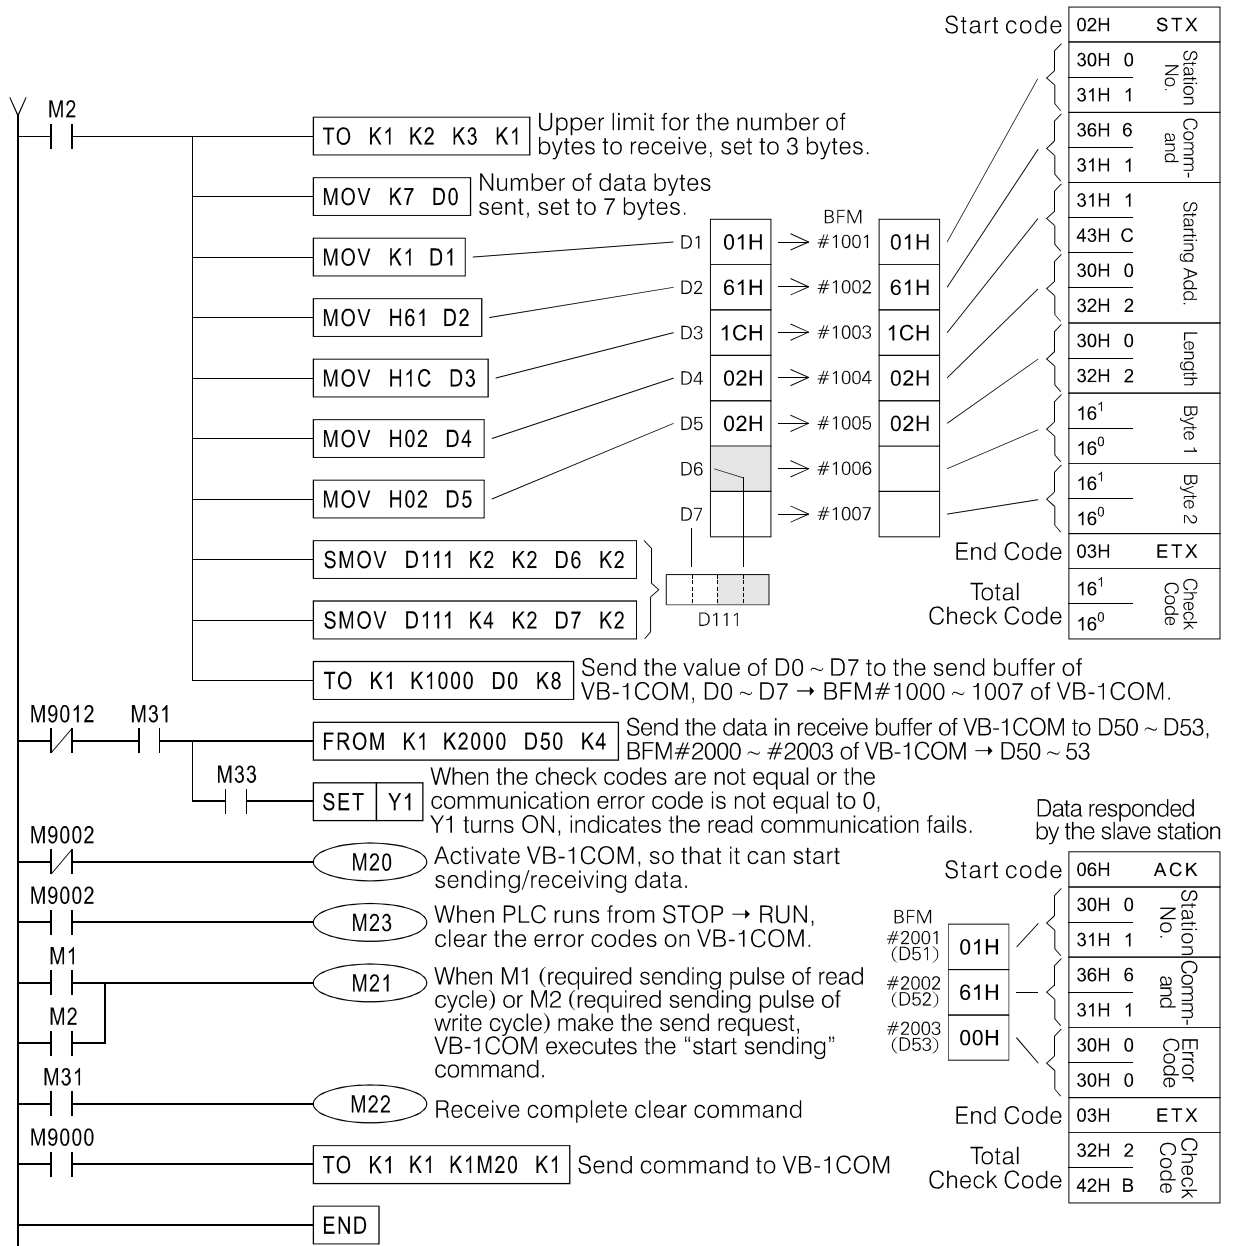 Start code 02H STX
30H 0
31H 1
Station No.
36H 6
31H 1
Comm-and
31H 1
43H C
30H 0
32H 2
Starting Add.
30H 0
32H 2
Length
16¹
16⁰
Byte 1
16¹
16⁰
Byte 2
End Code 03H ETX
Total
Check Code
16¹
16⁰
Check Code
M2
TO K1 K2 K3 K1
Upper limit for the number of
bytes to receive, set to 3 bytes.
MOV K7 D0
Number of data bytes
sent, set to 7 bytes.
MOV K1 D1
MOV H61 D2
MOV H1C D3
MOV H02 D4
MOV H02 D5
BFM
D1 01H #1001 01H
D2 61H #1002 61H
D3 1CH #1003 1CH
D4 02H #1004 02H
D5 02H #1005 02H
D6 #1006
D7 #1007
SMOV D111 K2 K2 D6 K2
SMOV D111 K4 K2 D7 K2
D111
TO K1 K1000 D0 K8
Send the value of D0 ~ D7 to the send buffer of
VB-1COM, D0 ~ D7 → BFM#1000 ~ 1007 of VB-1COM.
M9012 M31
FROM K1 K2000 D50 K4
Send the data in receive buffer of VB-1COM to D50 ~ D53,
BFM#2000 ~ #2003 of VB-1COM → D50 ~ 53
M33
SET Y1
When the check codes are not equal or the
communication error code is not equal to 0,
Y1 turns ON, indicates the read communication fails.
M9002
M20
Activate VB-1COM, so that it can start
sending/receiving data.
M9002
M23
When PLC runs from STOP → RUN,
clear the error codes on VB-1COM.
M1
M2
M21
When M1 (required sending pulse of read
cycle) or M2 (required sending pulse of
write cycle) make the send request,
VB-1COM executes the “start sending”
command.
M31
M22
Receive complete clear command
M9000
TO K1 K1 K1M20 K1
Send command to VB-1COM
END
Data responded
by the slave station
Start code 06H ACK
30H 0
31H 1
Station No.
36H 6
31H 1
Comm-and
30H 0
30H 0
Error Code
End Code 03H ETX
Total
Check Code
32H 2
42H B
Check Code
BFM
#2001
(D51)
01H
#2002
(D52)
61H
#2003
(D53)
00H